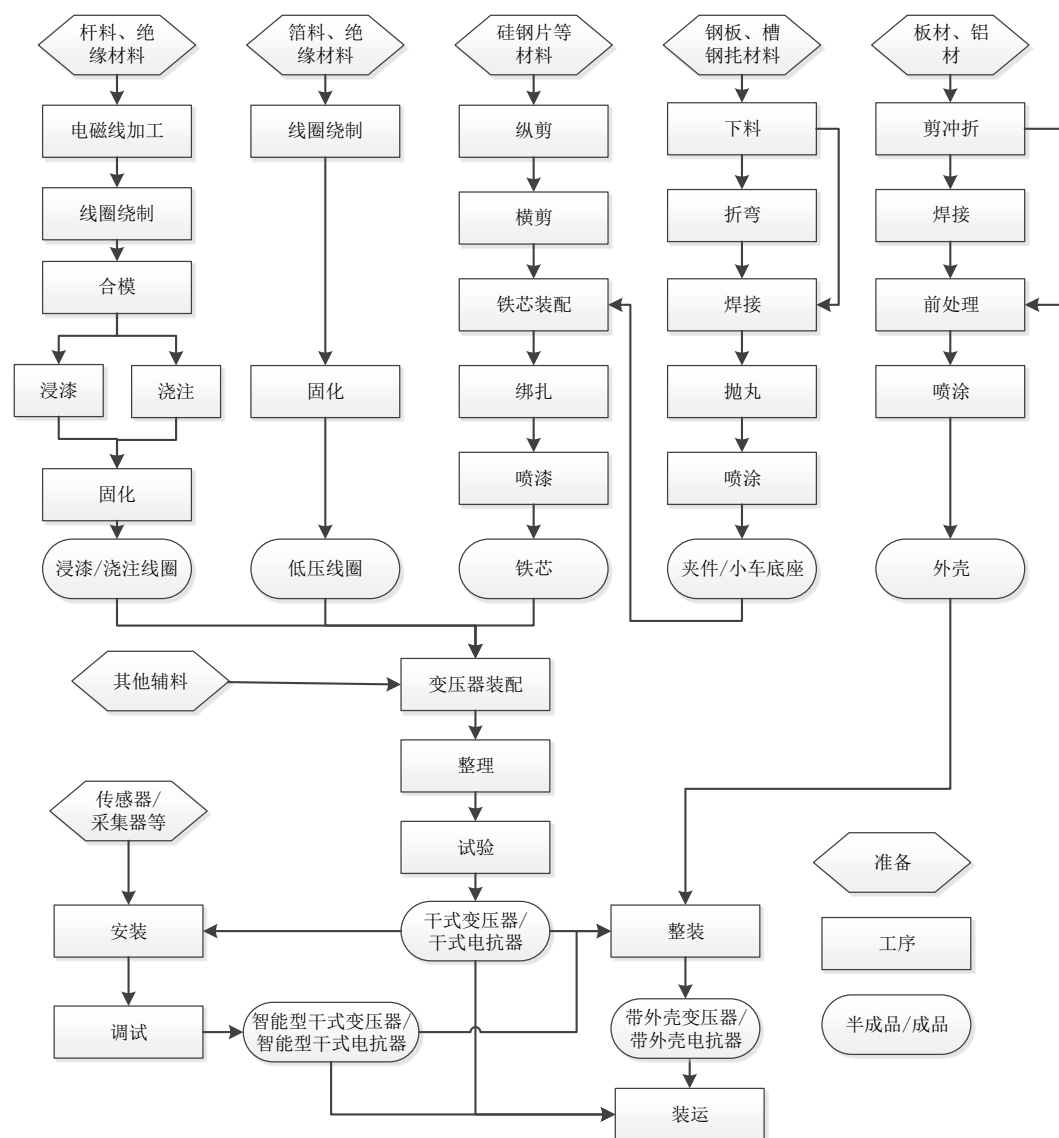 杆料、绝
缘材料
箔料、绝
缘材料
硅钢片等
材料
钢板、槽
钢扥材料
板材、铝
材
电磁线加工
线圈绕制
纵剪
下料
剪冲折
线圈绕制
横剪
折弯
焊接
合模
铁芯装配
焊接
前处理
浸漆
浇注
固化
绑扎
抛丸
喷涂
固化
喷漆
喷涂
浸漆/浇注线圈
低压线圈
铁芯
夹件/小车底座
外壳
其他辅料
变压器装配
整理
传感器/
采集器等
试验
准备
安装
干式变压器/
干式电抗器
整装
工序
调试
智能型干式变压器/
智能型干式电抗器
带外壳变压器/
带外壳电抗器
半成品/成品
装运